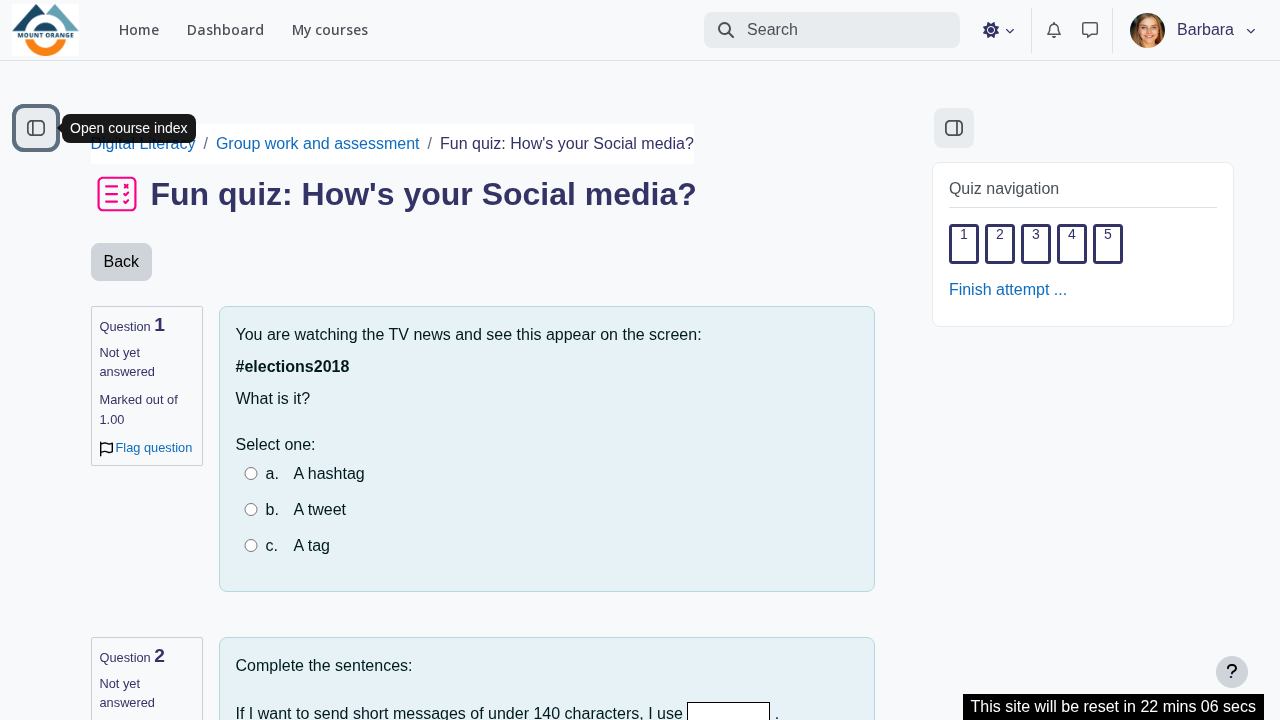 MOUNT ORANGE
Home
Dashboard
My courses
Search
Barbara
Open course index
Digital Literacy / Group work and assessment / Fun quiz: How's your Social media?
Fun quiz: How's your Social media?
Back
Question 1
Not yet
answered
Marked out of
1.00
Flag question
You are watching the TV news and see this appear on the screen:
#elections2018
What is it?
Select one:
a. A hashtag
b. A tweet
c. A tag
Question 2
Not yet
answered
Complete the sentences:
If I want to send short messages of under 140 characters, I use .
Quiz navigation
1 2 3 4 5
Finish attempt ...
?
This site will be reset in 22 mins 06 secs